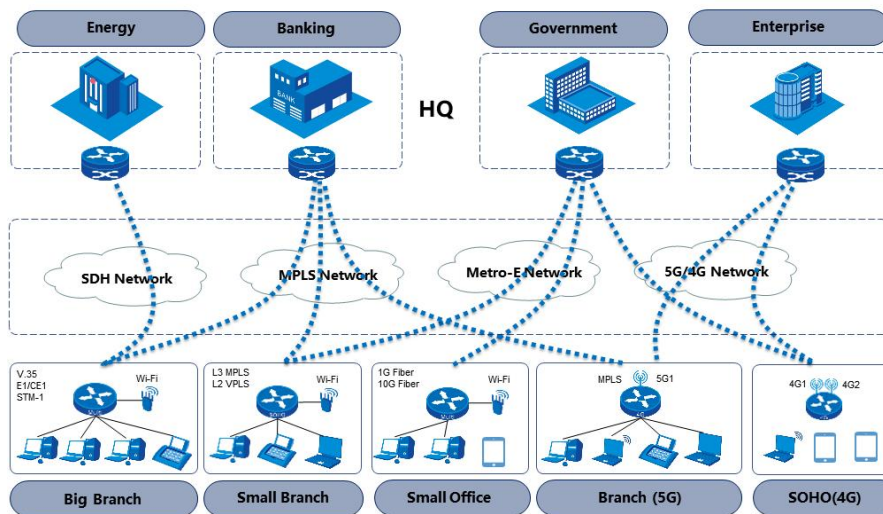 Energy
Banking
Government
Enterprise
BANK
HQ
SDH Network
MPLS Network
Metro-E Network
5G/4G Network
V.35
E1/CE1
STM-1
Wi-Fi
L3 MPLS
L2 VPLS
Wi-Fi
1G Fiber
10G Fiber
Wi-Fi
MPLS
5G1
4G1
4G2
Big Branch
Small Branch
Small Office
Branch (5G)
SOHO(4G)